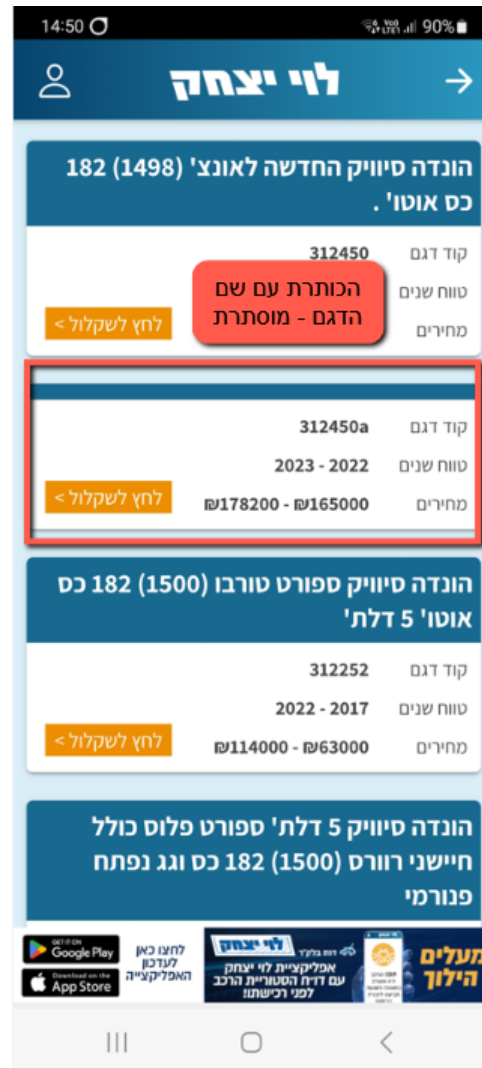 14:50
90%
לוי יצחק
הונדה סיוויק החדשה לאונצ' (1498) 182
כס אוטו' .
קוד דגם 312450
טווח שנים
מחירים
לחץ לשקלול >
הכותרת עם שם
הדגם - מוסתרת
קוד דגם 312450a
טווח שנים 2022 - 2023
מחירים ₪165000 - ₪178200
לחץ לשקלול >
הונדה סיוויק ספורט טורבו (1500) 182 כס
אוטו' 5 דלת'
קוד דגם 312252
טווח שנים 2017 - 2022
מחירים ₪63000 - ₪114000
לחץ לשקלול >
הונדה סיוויק 5 דלת' ספורט פלוס כולל
חיישני רוורס (1500) 182 כס וגג נפתח
פנורמי
מעלים
הילוך
לוי יצחק
אפליקציית לוי יצחק
עם דו״ח הסטוריית הרכב
לפני רכישתו!
לחצו כאן
לעדכון
האפליקצייה
GET IT ON
Google Play
Download on the
App Store